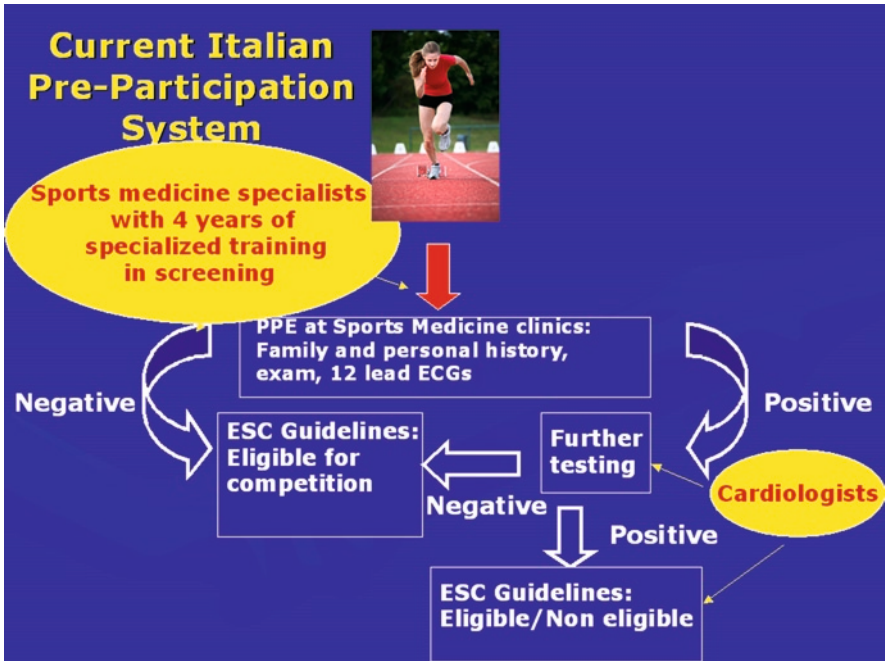 Current Italian
Pre-Participation
System
Sports medicine specialists
with 4 years of
specialized training
in screening
PPE at Sports Medicine clinics:
Family and personal history,
exam, 12 lead ECGs
Negative
Positive
ESC Guidelines:
Eligible for
competition
Further
testing
Cardiologists
Negative
Positive
ESC Guidelines:
Eligible/Non eligible